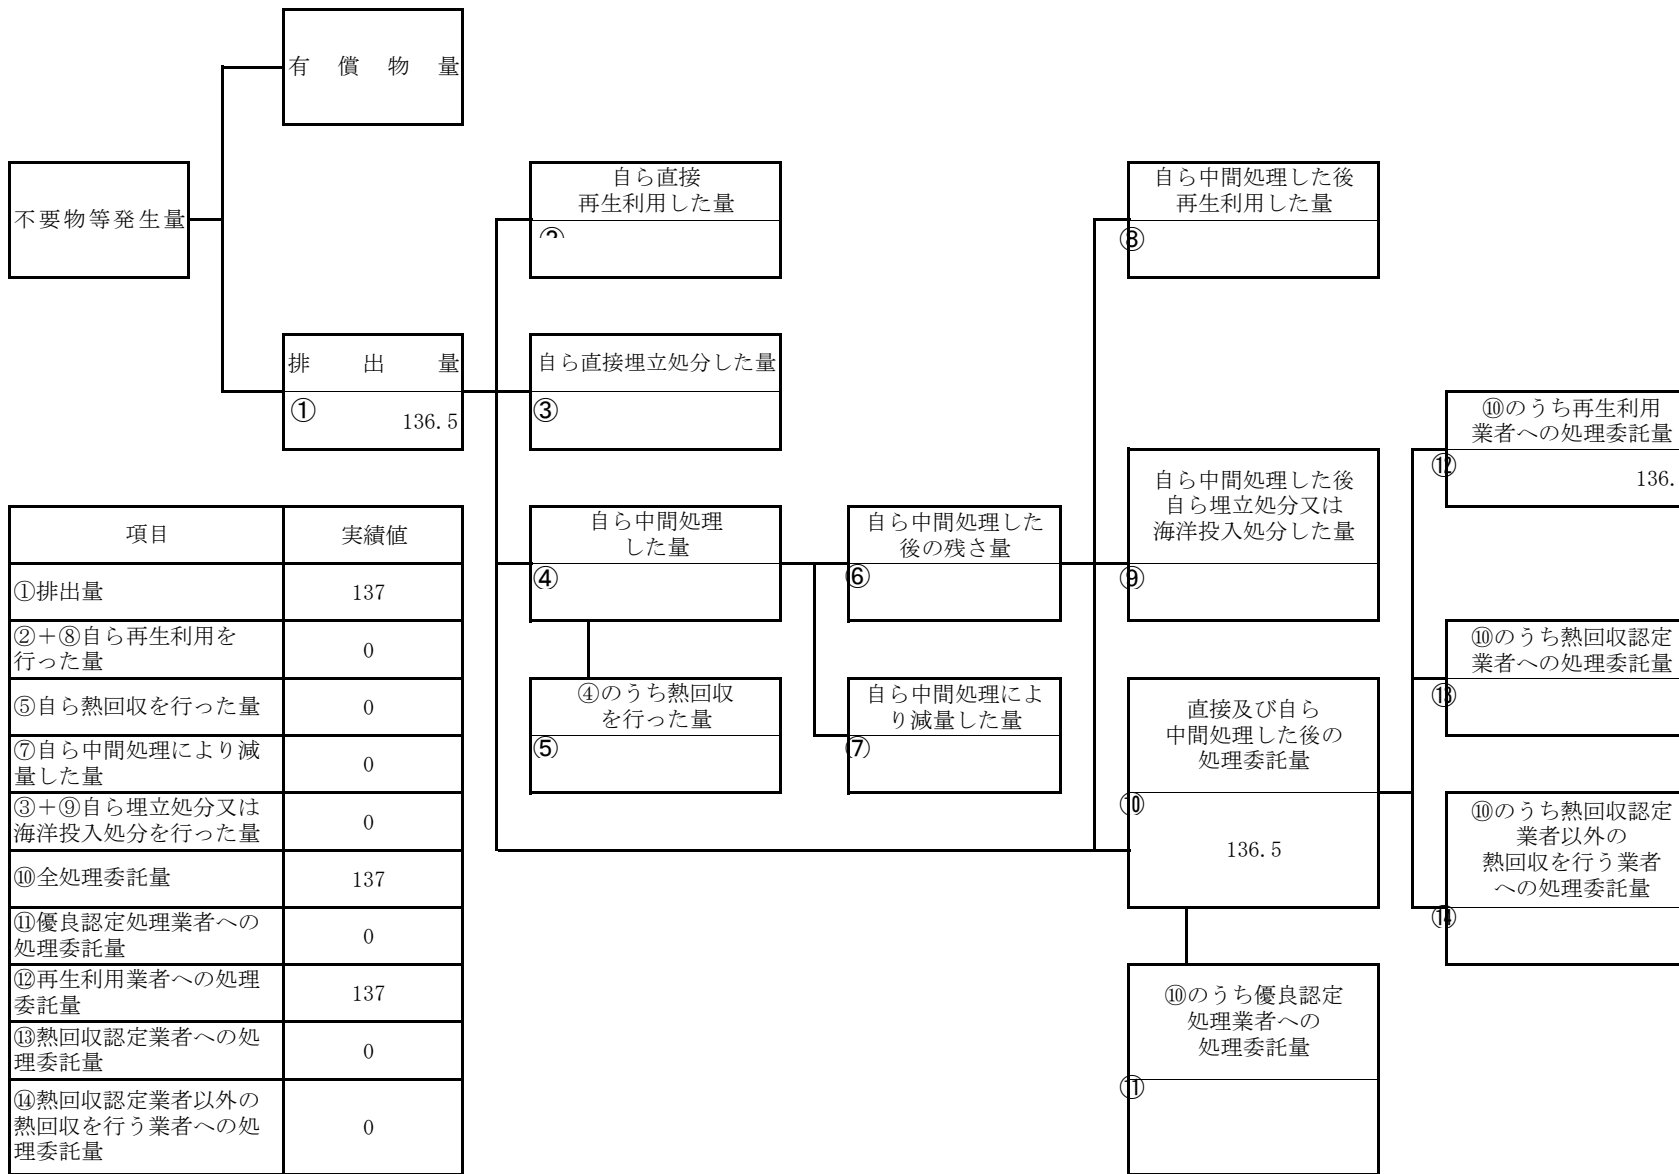 有償物量
不要物等発生量
自ら直接
再生利用した量
②
自ら中間処理した後
再生利用した量
⑧
排出量
①
136.5
自ら直接埋立処分した量
③
⑩のうち再生利用
業者への処理委託量
⑫
136.
自ら中間処理した後
自ら埋立処分又は
海洋投入処分した量
⑨
自ら中間処理
した量
④
自ら中間処理した
後の残さ量
⑥
④のうち熱回収
を行った量
⑤
自ら中間処理によ
り減量した量
⑦
直接及び自ら
中間処理した後の
処理委託量
⑩
136.5
⑩のうち熱回収認定
業者への処理委託量
⑬
⑩のうち熱回収認定
業者以外の
熱回収を行う業者
への処理委託量
⑭
⑩のうち優良認定
処理業者への
処理委託量
⑪
項目 実績値
①排出量 137
②+⑧自ら再生利用を
行った量 0
⑤自ら熱回収を行った量 0
⑦自ら中間処理により減
量した量 0
③+⑨自ら埋立処分又は
海洋投入処分を行った量 0
⑩全処理委託量 137
⑪優良認定処理業者への
処理委託量 0
⑫再生利用業者への処理
委託量 137
⑬熱回収認定業者への処
理委託量 0
⑭熱回収認定業者以外の
熱回収を行う業者への処
理委託量 0